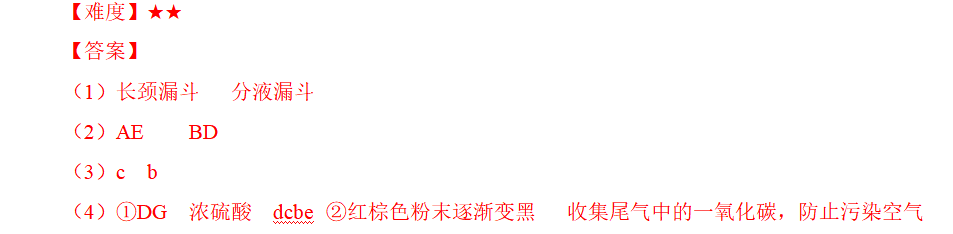 【难度】★★
【答案】
（1）长颈漏斗 分液漏斗
（2）AE BD
（3）c b
（4）①DG 浓硫酸 dcbe ②红棕色粉末逐渐变黑 收集尾气中的一氧化碳，防止污染空气